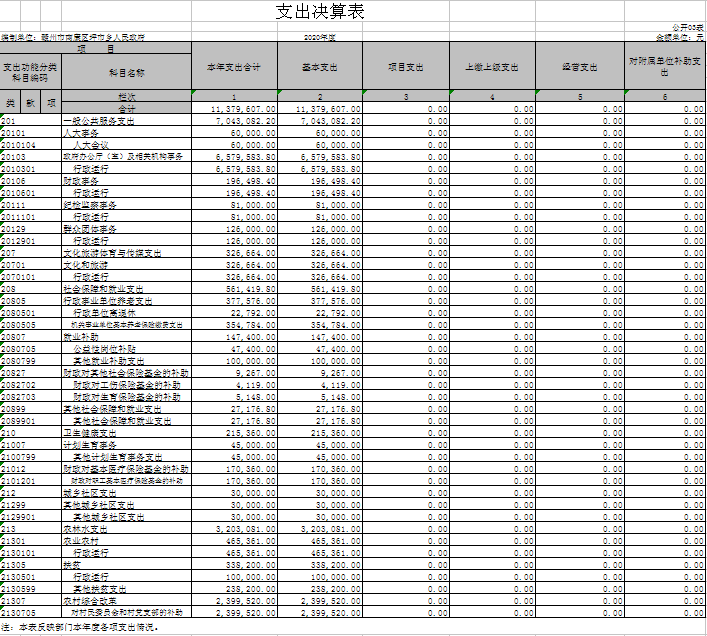 支出决算表
公开03表
编制单位：赣州市南康区坪市乡人民政府 2020年度 金额单位：元
项 目 本年支出合计 基本支出 项目支出 上缴上级支出 经营支出 对附属单位补助支出
支出功能分类科目编码 科目名称
类 款 项 栏次 1 2 3 4 5 6
合计 11,379,607.00 11,379,607.00 0.00 0.00 0.00 0.00
201 一般公共服务支出 7,043,082.20 7,043,082.20 0.00 0.00 0.00 0.00
20101 人大事务 60,000.00 60,000.00 0.00 0.00 0.00 0.00
2010104 人大会议 60,000.00 60,000.00 0.00 0.00 0.00 0.00
20103 政府办公厅（室）及相关机构事务 6,579,583.80 6,579,583.80 0.00 0.00 0.00 0.00
2010301 行政运行 6,579,583.80 6,579,583.80 0.00 0.00 0.00 0.00
20106 财政事务 196,498.40 196,498.40 0.00 0.00 0.00 0.00
2010601 行政运行 196,498.40 196,498.40 0.00 0.00 0.00 0.00
20111 纪检监察事务 81,000.00 81,000.00 0.00 0.00 0.00 0.00
2011101 行政运行 81,000.00 81,000.00 0.00 0.00 0.00 0.00
20129 群众团体事务 126,000.00 126,000.00 0.00 0.00 0.00 0.00
2012901 行政运行 126,000.00 126,000.00 0.00 0.00 0.00 0.00
207 文化旅游体育与传媒支出 326,664.00 326,664.00 0.00 0.00 0.00 0.00
20701 文化和旅游 326,664.00 326,664.00 0.00 0.00 0.00 0.00
2070101 行政运行 326,664.00 326,664.00 0.00 0.00 0.00 0.00
208 社会保障和就业支出 561,419.80 561,419.80 0.00 0.00 0.00 0.00
20805 行政事业单位养老支出 377,576.00 377,576.00 0.00 0.00 0.00 0.00
2080501 行政单位离退休 22,792.00 22,792.00 0.00 0.00 0.00 0.00
2080505 机关事业单位基本养老保险缴费支出 354,784.00 354,784.00 0.00 0.00 0.00 0.00
20807 就业补助 147,400.00 147,400.00 0.00 0.00 0.00 0.00
2080705 公益性岗位补贴 47,400.00 47,400.00 0.00 0.00 0.00 0.00
2080799 其他就业补助支出 100,000.00 100,000.00 0.00 0.00 0.00 0.00
20827 财政对其他社会保险基金的补助 9,267.00 9,267.00 0.00 0.00 0.00 0.00
2082702 财政对工伤保险基金的补助 4,119.00 4,119.00 0.00 0.00 0.00 0.00
2082703 财政对生育保险基金的补助 5,148.00 5,148.00 0.00 0.00 0.00 0.00
20899 其他社会保障和就业支出 27,176.80 27,176.80 0.00 0.00 0.00 0.00
2089901 其他社会保障和就业支出 27,176.80 27,176.80 0.00 0.00 0.00 0.00
210 卫生健康支出 215,360.00 215,360.00 0.00 0.00 0.00 0.00
21007 计划生育事务 45,000.00 45,000.00 0.00 0.00 0.00 0.00
2100799 其他计划生育事务支出 45,000.00 45,000.00 0.00 0.00 0.00 0.00
21012 财政对基本医疗保险基金的补助 170,360.00 170,360.00 0.00 0.00 0.00 0.00
2101201 财政对职工基本医疗保险基金的补助 170,360.00 170,360.00 0.00 0.00 0.00 0.00
212 城乡社区支出 30,000.00 30,000.00 0.00 0.00 0.00 0.00
21299 其他城乡社区支出 30,000.00 30,000.00 0.00 0.00 0.00 0.00
2129901 其他城乡社区支出 30,000.00 30,000.00 0.00 0.00 0.00 0.00
213 农林水支出 3,203,081.00 3,203,081.00 0.00 0.00 0.00 0.00
21301 农业农村 465,361.00 465,361.00 0.00 0.00 0.00 0.00
2130101 行政运行 465,361.00 465,361.00 0.00 0.00 0.00 0.00
21305 扶贫 338,200.00 338,200.00 0.00 0.00 0.00 0.00
2130501 行政运行 100,000.00 100,000.00 0.00 0.00 0.00 0.00
2130599 其他扶贫支出 238,200.00 238,200.00 0.00 0.00 0.00 0.00
21307 农村综合改革 2,399,520.00 2,399,520.00 0.00 0.00 0.00 0.00
2130705 对村民委员会和村党支部的补助 2,399,520.00 2,399,520.00 0.00 0.00 0.00 0.00
注：本表反映部门本年度各项支出情况。